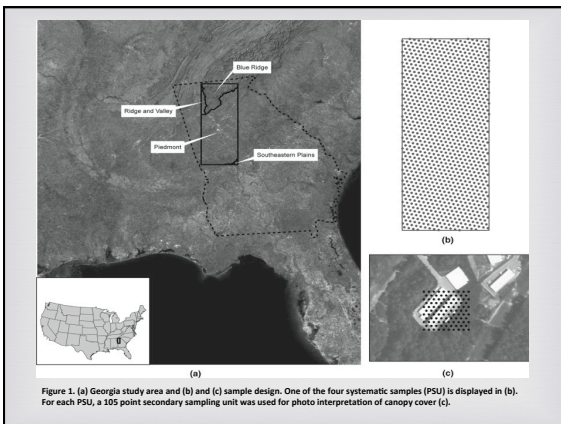 Blue Ridge
Ridge and Valley
Piedmont
Southeastern Plains
(a)
(b)
(c)
Figure 1. (a) Georgia study area and (b) and (c) sample design. One of the four systematic samples (PSU) is displayed in (b).
For each PSU, a 105 point secondary sampling unit was used for photo interpretation of canopy cover (c).